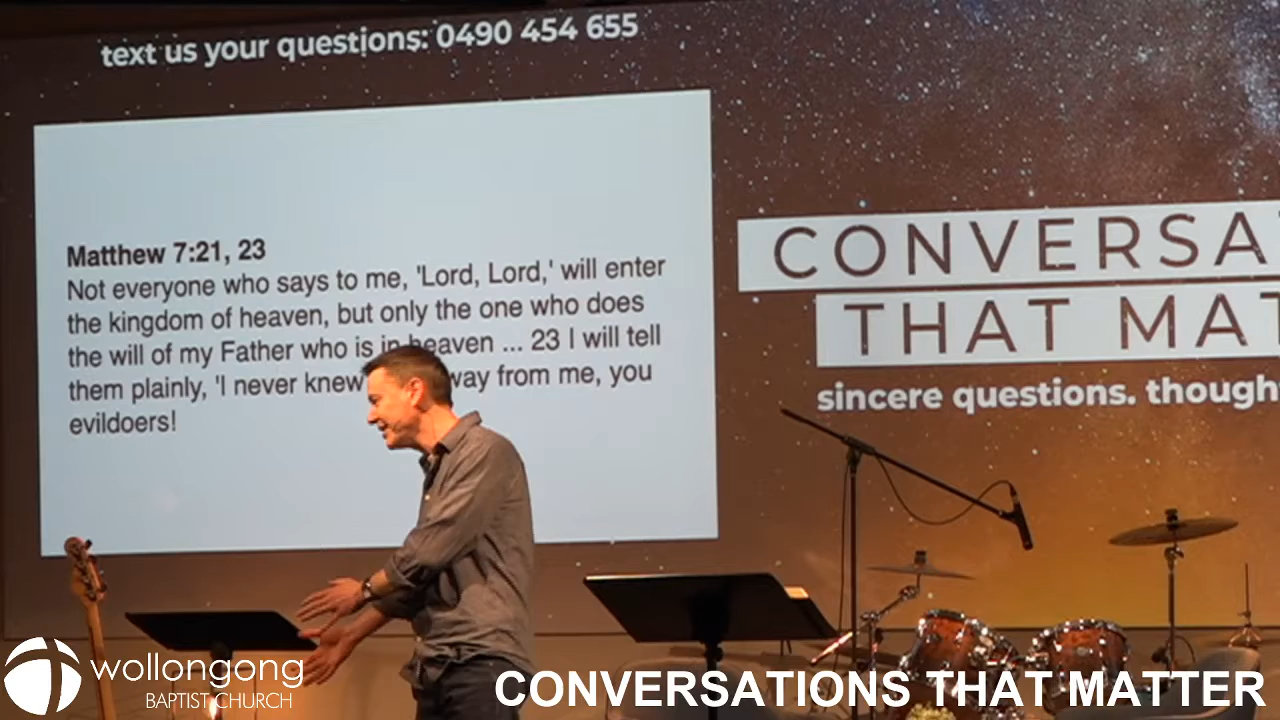 text us your questions: 0490 454 655
Matthew 7:21, 23
Not everyone who says to me, 'Lord, Lord,' will enter
the kingdom of heaven, but only the one who does
the will of my Father who is in heaven ... 23 I will tell
them plainly, 'I never knew way from me, you
evildoers!
CONVERSA
THAT MAT
sincere questions. though
wollongong
BAPTIST CHURCH
CONVERSATIONS THAT MATTER